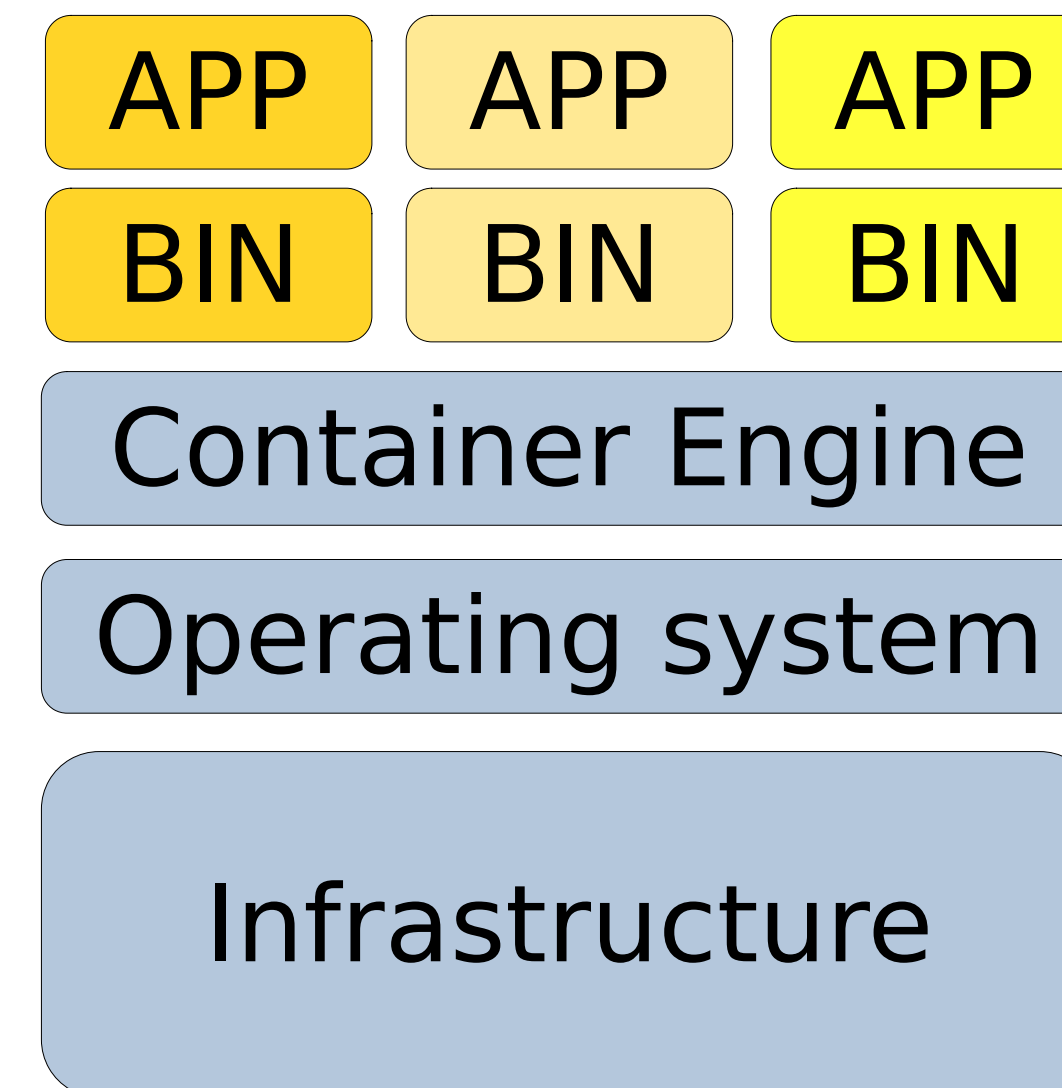 APP APP APP
BIN BIN BIN
Container Engine
Operating system
Infrastructure